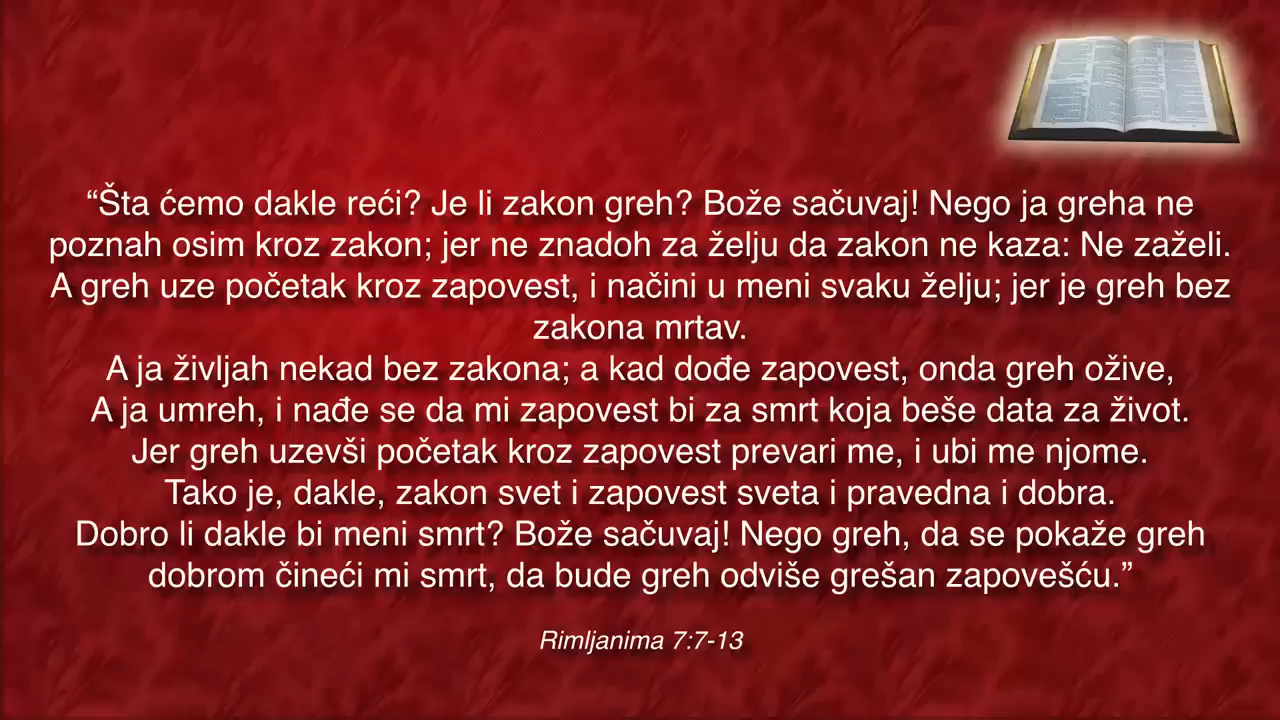 “Šta ćemo dakle reći? Je li zakon greh? Bože sačuvaj! Nego ja greha ne
poznah osim kroz zakon; jer ne znadoh za želju da zakon ne kaza: Ne zaželi.
A greh uze početak kroz zapovest, i načini u meni svaku želju; jer je greh bez
zakona mrtav.
A ja življah nekad bez zakona; a kad dođe zapovest, onda greh ožive,
A ja umreh, i nađe se da mi zapovest bi za smrt koja beše data za život.
Jer greh uzevši početak kroz zapovest prevari me, i ubi me njome.
Tako je, dakle, zakon svet i zapovest sveta i pravedna i dobra.
Dobro li dakle bi meni smrt? Bože sačuvaj! Nego greh, da se pokaže greh
dobrom čineći mi smrt, da bude greh odviše grešan zapovešću.”
Rimljanima 7:7-13